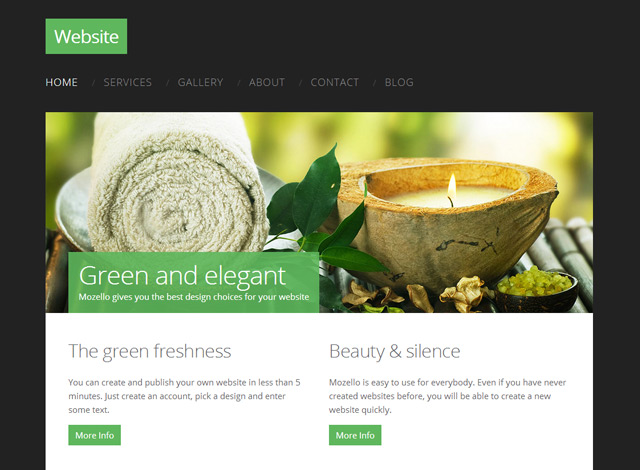 Website
HOME / SERVICES / GALLERY / ABOUT / CONTACT / BLOG
Green and elegant
Mozello gives you the best design choices for your website
The green freshness
You can create and publish your own website in less than 5
minutes. Just create an account, pick a design and enter
some text.
More Info
Beauty & silence
Mozello is easy to use for everybody. Even if you have never
created websites before, you will be able to create a new
website quickly.
More Info